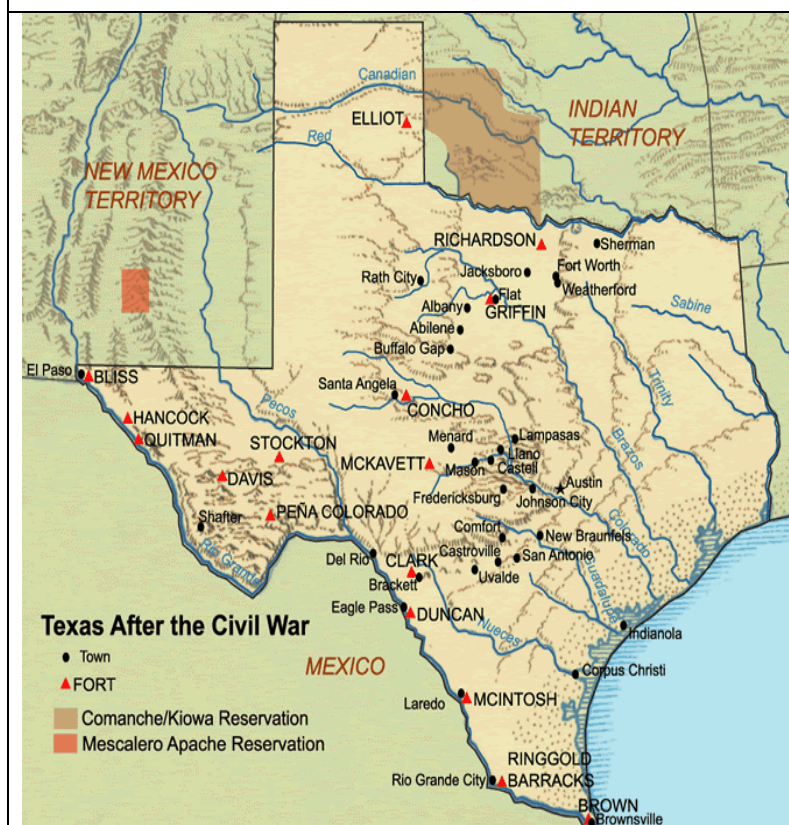 Canadian
ELLIOT
INDIAN
TERRITORY
Red
NEW MEXICO
TERRITORY
RICHARDSON
Sherman
Jacksboro
Fort Worth
Rath City
Weatherford
Flat
GRIFFIN
Albany
Sabine
Abilene
Buffalo Gap
Trinity
El Paso
BLISS
Santa Angela
CONCHO
Pecos
HANCOCK
QUITMAN
STOCKTON
Menard
Lampasas
Llano
Brazos
MCKAVETT
Mason
Castell
DAVIS
Austin
Fredericksburg
Johnson City
PEÑA COLORADO
Shafter
Colorado
Comfort
New Braunfels
Rio Grande
Del Rio
CLARK
Castroville
San Antonio
Brackett
Uvalde
Guadalupe
Eagle Pass
DUNCAN
Texas After the Civil War
Nueces
Indianola
Town
MEXICO
Corpus Christi
FORT
Laredo
MCINTOSH
Comanche/Kiowa Reservation
Mescalero Apache Reservation
RINGGOLD
BARRACKS
Rio Grande City
BROWN
Brownsville